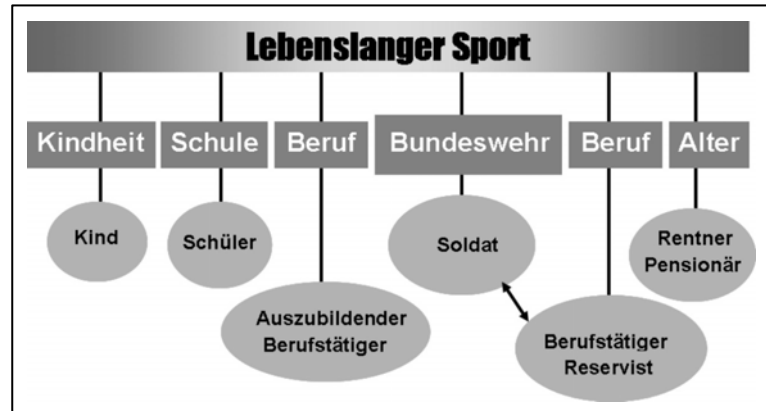 Lebenslanger Sport
Kindheit
Schule
Beruf
Bundeswehr
Beruf
Alter
Kind
Schüler
Auszubildender
Berufstätiger
Soldat
Berufstätiger
Reservist
Rentner
Pensionär